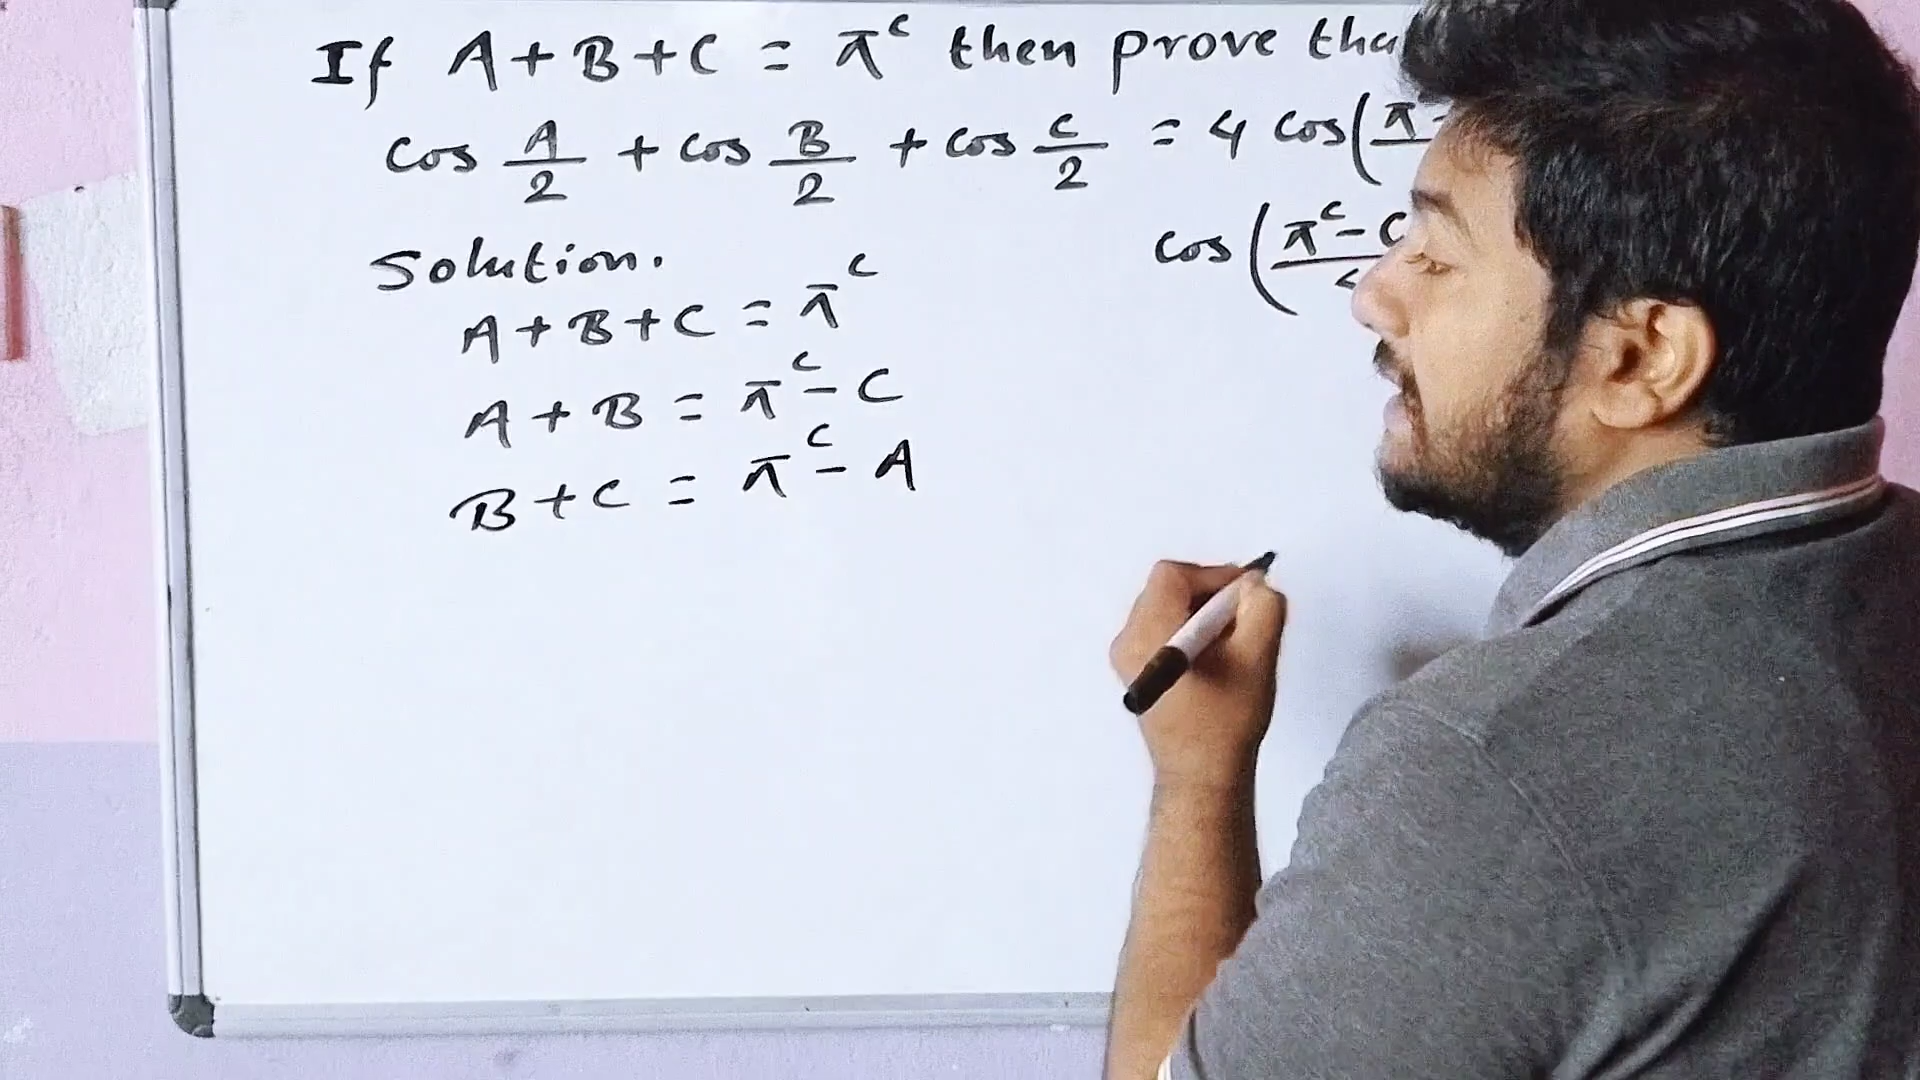 If A + B + C = π^c then prove tha
cos A/2 + cos B/2 + cos C/2 = 4 cos(π -
cos (π^c - C
Solution.
A + B + C = π^c
A + B = π^c - C
B + C = π^c - A